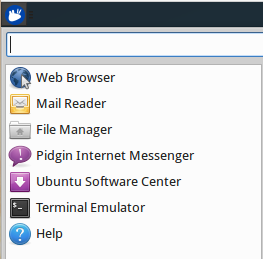 Web Browser
Mail Reader
File Manager
Pidgin Internet Messenger
Ubuntu Software Center
Terminal Emulator
Help